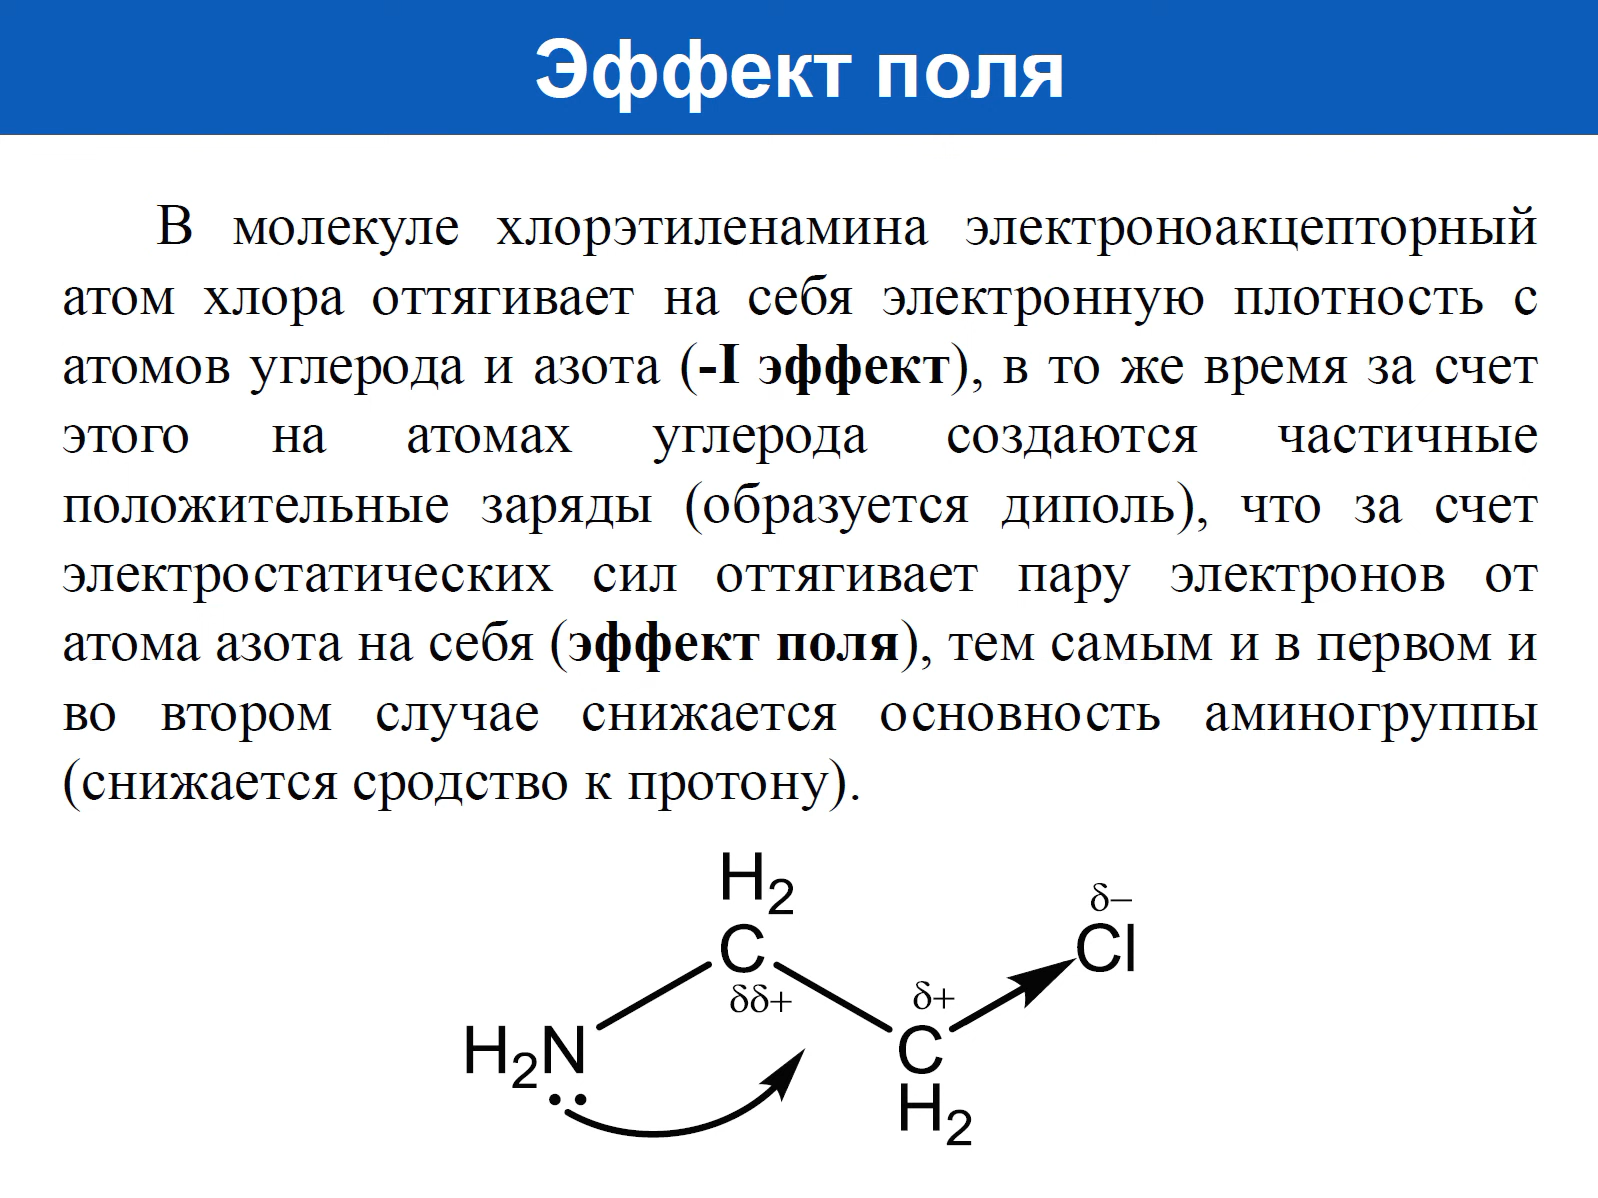 Эффект поля
В молекуле хлорэтиленамина электроноакцепторный
атом хлора оттягивает на себя электронную плотность с
атомов углерода и азота (-I эффект), в то же время за счет
этого на атомах углерода создаются частичные
положительные заряды (образуется диполь), что за счет
электростатических сил оттягивает пару электронов от
атома азота на себя (эффект поля), тем самым и в первом и
во втором случае снижается основность аминогруппы
(снижается сродство к протону).
H2
C
δδ+
δ−
Cl
δ+
C
H2
H2N